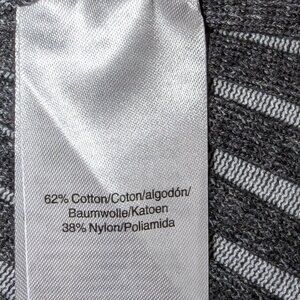 62% Cotton/Coton/algodón/
Baumwolle/Katoen
38% Nylon/Poliamida